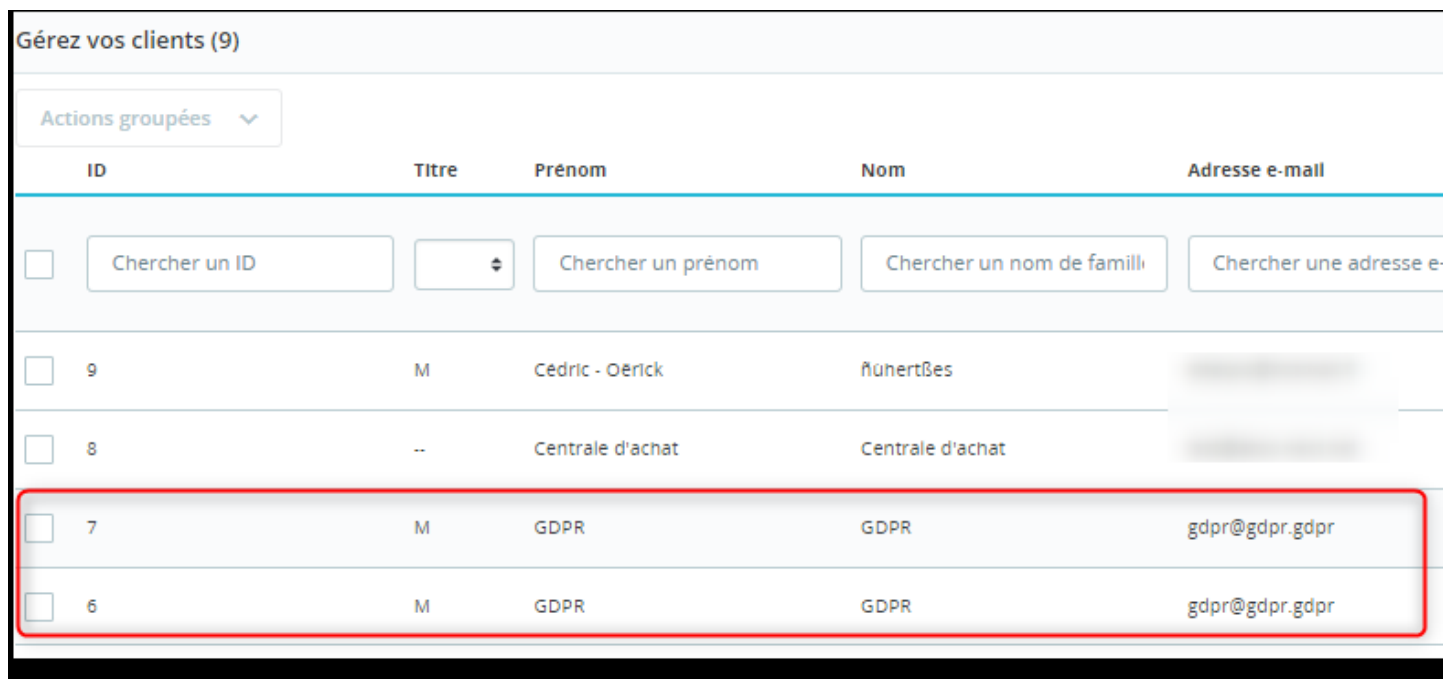 Gérez vos clients (9)
Actions groupées
ID Titre Prénom Nom Adresse e-mail
Chercher un ID Chercher un prénom Chercher un nom de famill Chercher une adresse e-
9 M Cédric - Oérick ñùhertßes
8 -- Centrale d'achat Centrale d'achat
7 M GDPR GDPR gdpr@gdpr.gdpr
6 M GDPR GDPR gdpr@gdpr.gdpr